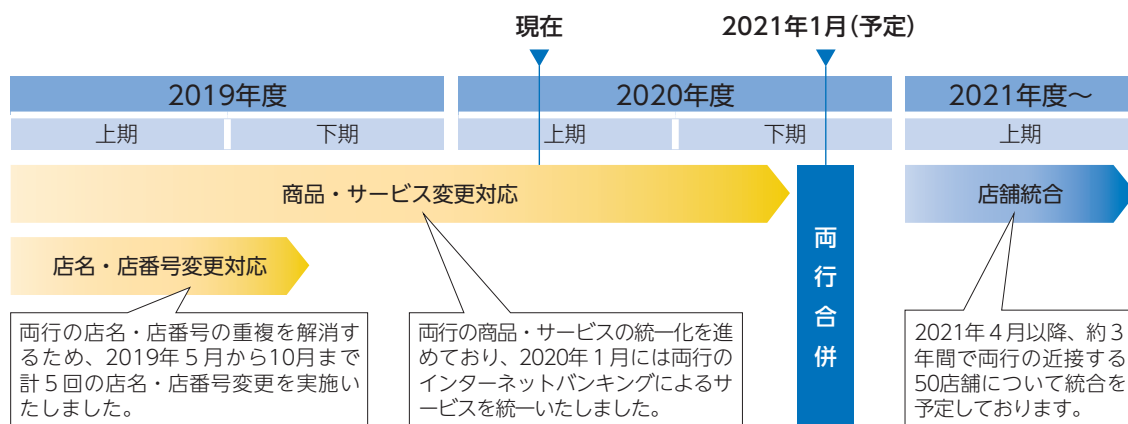 現在
2021年1月(予定)
2019年度
2020年度
2021年度〜
上期
下期
上期
下期
上期
商品・サービス変更対応
店舗統合
店名・店番号変更対応
両行合併
両行の店名・店番号の重複を解消す
るため、2019年5月から10月まで
計5回の店名・店番号変更を実施い
たしました。
両行の商品・サービスの統一化を進
めており、2020年1月には両行の
インターネットバンキングによるサ
ービスを統一いたしました。
2021年4月以降、約3
年間で両行の近接する
50店舗について統合を
予定しております。